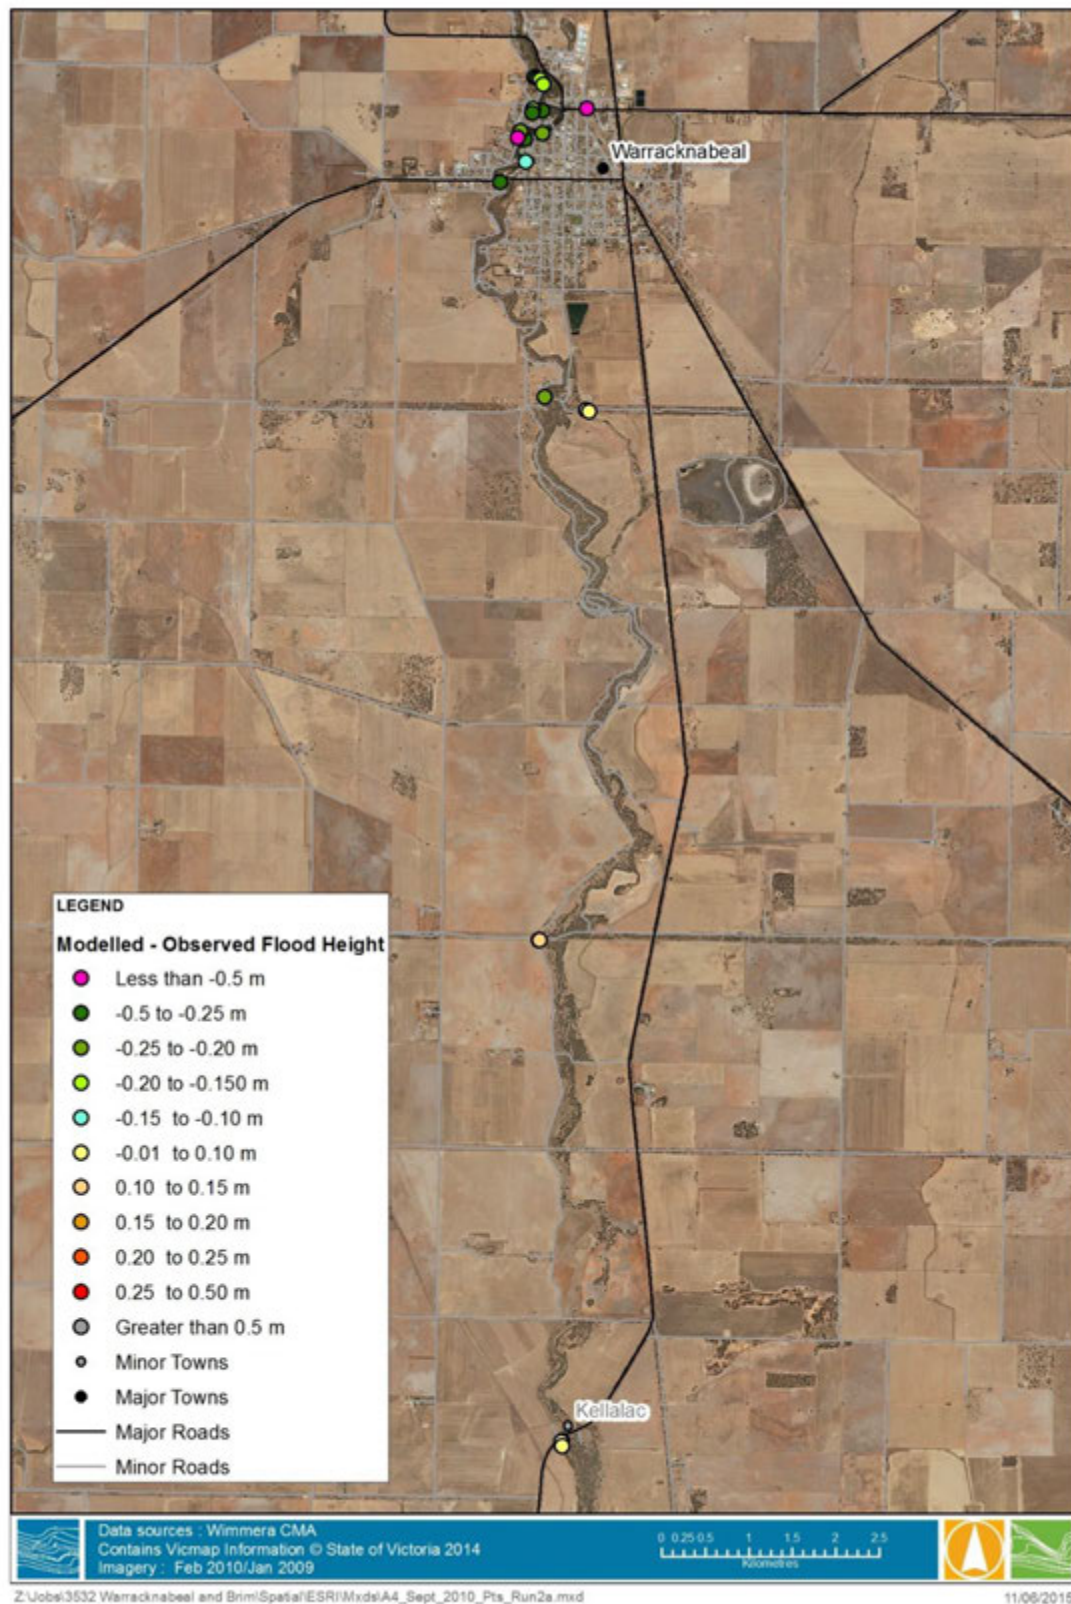 Warracknabeal
LEGEND
Modelled - Observed Flood Height
Less than -0.5 m
-0.5 to -0.25 m
-0.25 to -0.20 m
-0.20 to -0.150 m
-0.15 to -0.10 m
-0.01 to 0.10 m
0.10 to 0.15 m
0.15 to 0.20 m
0.20 to 0.25 m
0.25 to 0.50 m
Greater than 0.5 m
Minor Towns
Major Towns
Major Roads
Minor Roads
Kellalac
Data sources : Wimmera CMA
Contains Vicmap Information © State of Victoria 2014
Imagery : Feb 2010/Jan 2009
0 0.25 0.5 1 1.5 2 2.5
Kilometres
Z:\Jobs\3532 Warracknabeal and Brim\Spatial\ESRI\Mxds\A4_Sept_2010_Pts_Run2a.mxd
11/06/2015